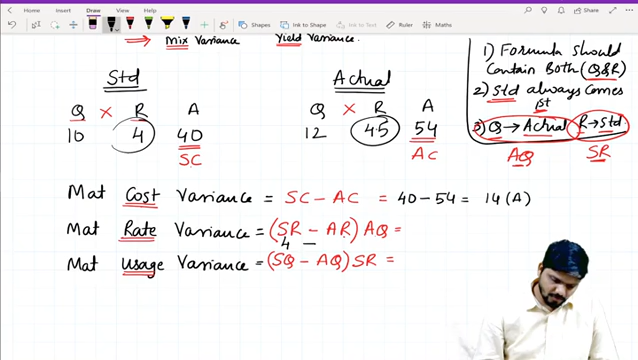 File Home Insert Draw View Help
Shapes Ink to Shape Ink to Text Ruler Maths
→ Mix Variance Yield Variance.
Std
Q × R A
10 4 40
SC
Actual
Q × R A
12 4.5 54
AC
1) Formula Should
Contain Both (Q&R)
2) Std always comes
1st
3) Q → Actual R → Std
AQ SR
Mat Cost Variance = SC - AC = 40 - 54 = 14 (A)
Mat Rate Variance = (SR - AR) AQ =
4 -
Mat Usage Variance = (SQ - AQ) SR =